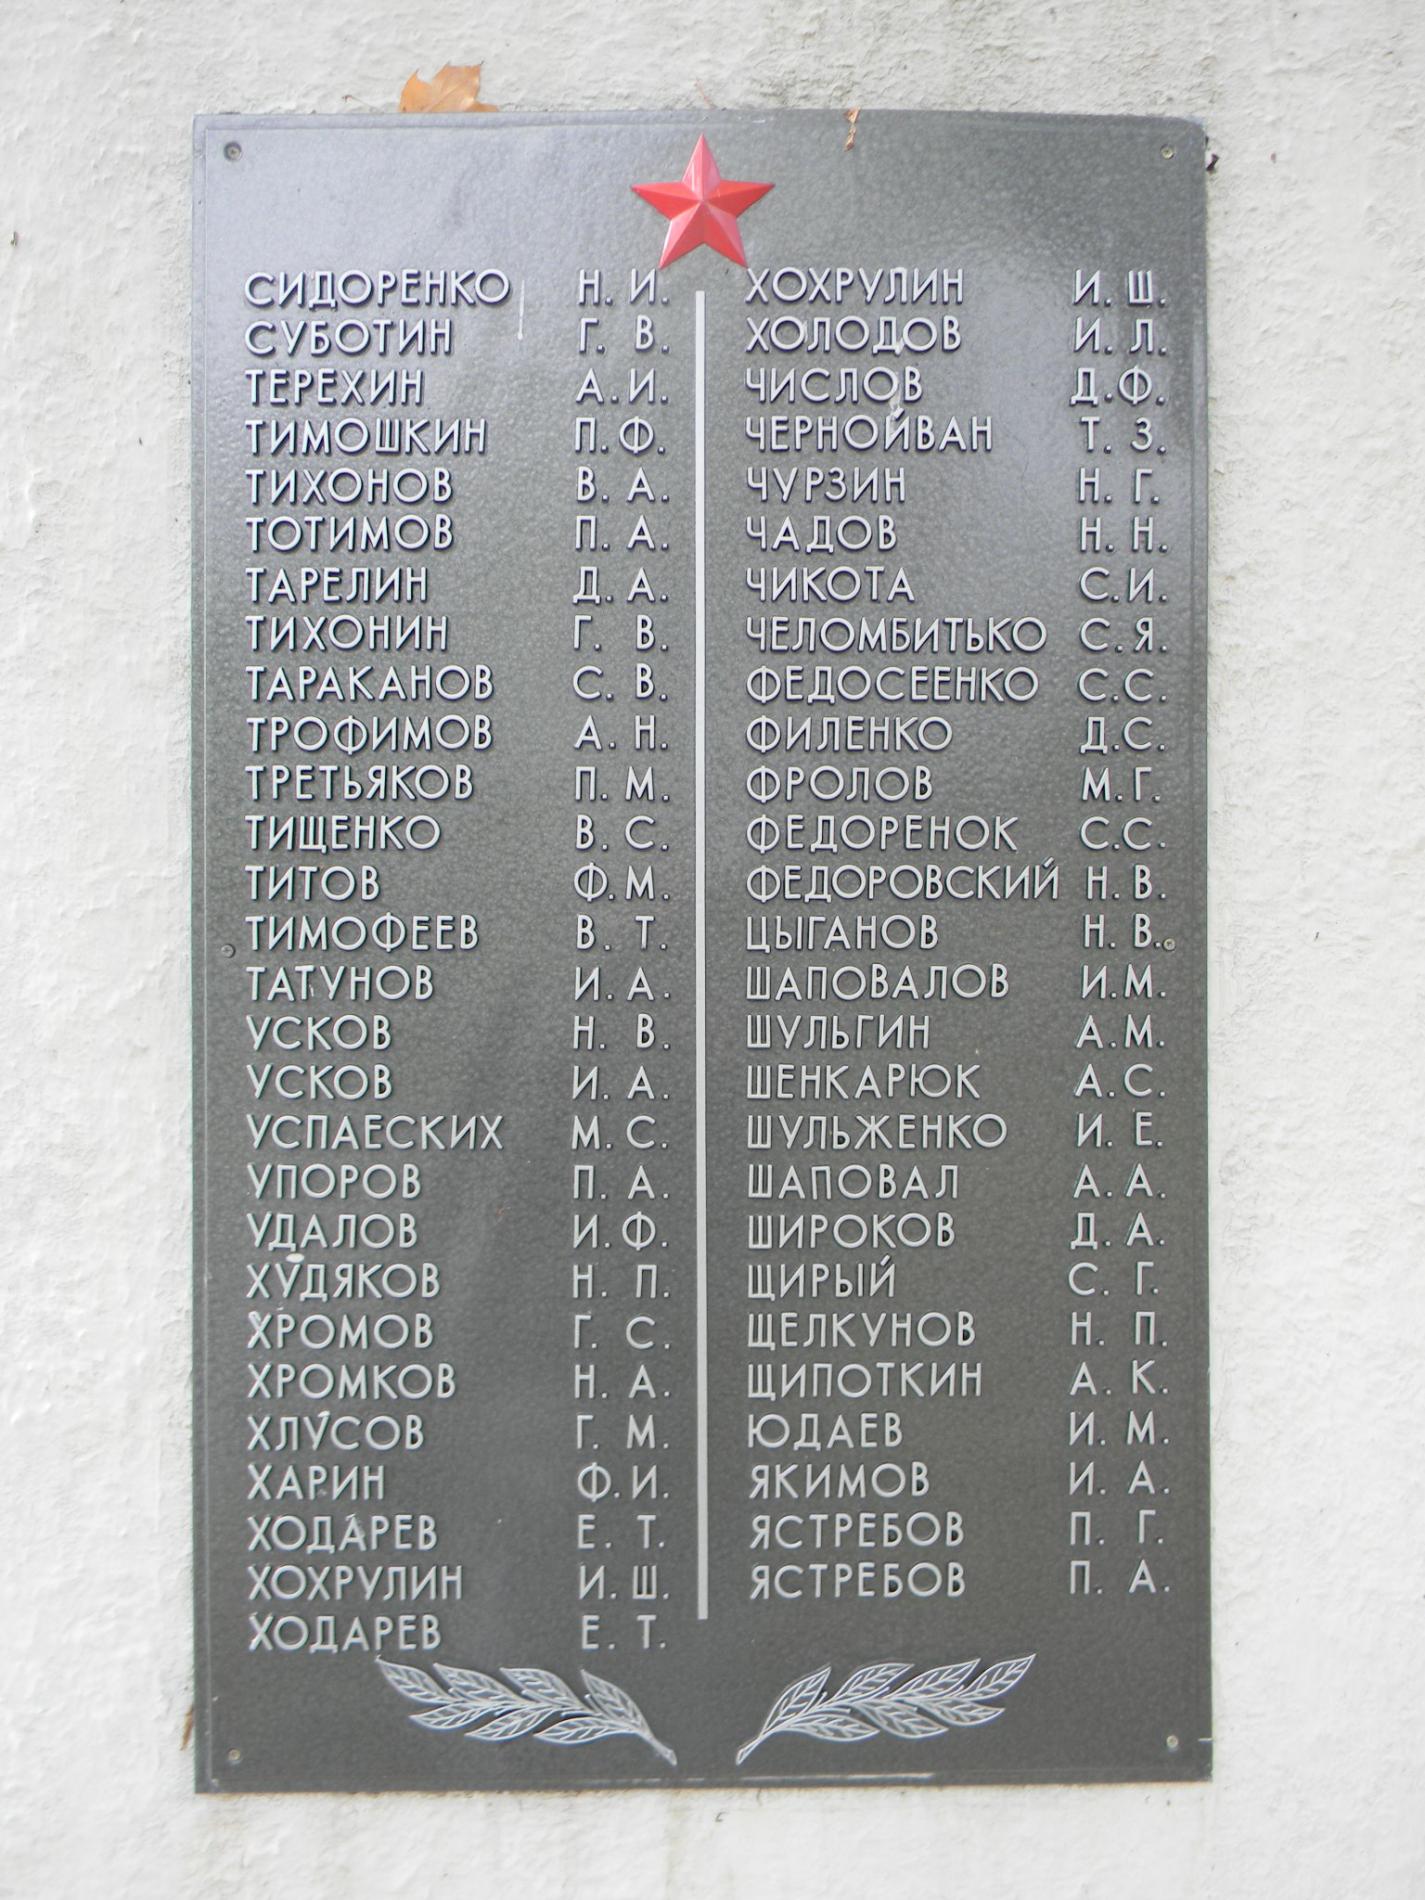 СИДОРЕНКО Н. И.
СУБОТИН Г. В.
ТЕРЕХИН А. И.
ТИМОШКИН П. Ф.
ТИХОНОВ В. А.
ТОТИМОВ П. А.
ТАРЕЛИН Д. А.
ТИХОНИН Г. В.
ТАРАКАНОВ С. В.
ТРОФИМОВ А. Н.
ТРЕТЬЯКОВ П. М.
ТИЩЕНКО В. С.
ТИТОВ Ф. М.
ТИМОФЕЕВ В. Т.
ТАТУНОВ И. А.
УСКОВ Н. В.
УСКОВ И. А.
УСПАЕСКИХ М. С.
УПОРОВ П. А.
УДАЛОВ И. Ф.
ХУДЯКОВ Н. П.
ХРОМОВ Г. С.
ХРОМКОВ Н. А.
ХЛУСОВ Г. М.
ХАРИН Ф. И.
ХОДАРЕВ Е. Т.
ХОХРУЛИН И. Ш.
ХОДАРЕВ Е. Т.
ХОХРУЛИН И. Ш.
ХОЛОДОВ И. Л.
ЧИСЛОВ Д. Ф.
ЧЕРНОЙВАН Т. З.
ЧУРЗИН Н. Г.
ЧАДОВ Н. Н.
ЧИКОТА С. И.
ЧЕЛОМБИТЬКО С. Я.
ФЕДОСЕЕНКО С. С.
ФИЛЕНКО Д. С.
ФРОЛОВ М. Г.
ФЕДОРЕНОК С. С.
ФЕДОРОВСКИЙ Н. В.
ЦЫГАНОВ Н. В.
ШАПОВАЛОВ И. М.
ШУЛЬГИН А. М.
ШЕНКАРЮК А. С.
ШУЛЬЖЕНКО И. Е.
ШАПОВАЛ А. А.
ШИРОКОВ Д. А.
ЩИРЫЙ С. Г.
ЩЕЛКУНОВ Н. П.
ЩИПОТКИН А. К.
ЮДАЕВ И. М.
ЯКИМОВ И. А.
ЯСТРЕБОВ П. Г.
ЯСТРЕБОВ П. А.